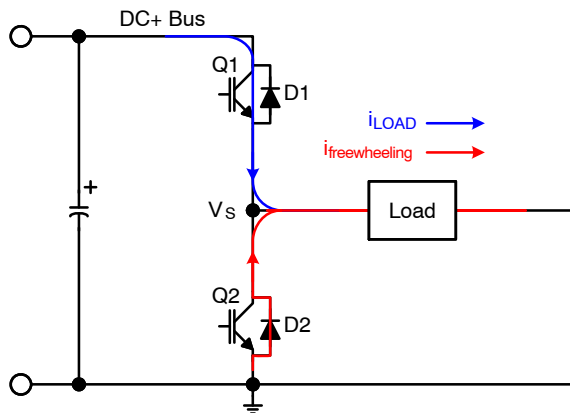 DC+ Bus
Q1
D1
iLOAD
ifreewheeling
+
VS
Load
Q2
D2